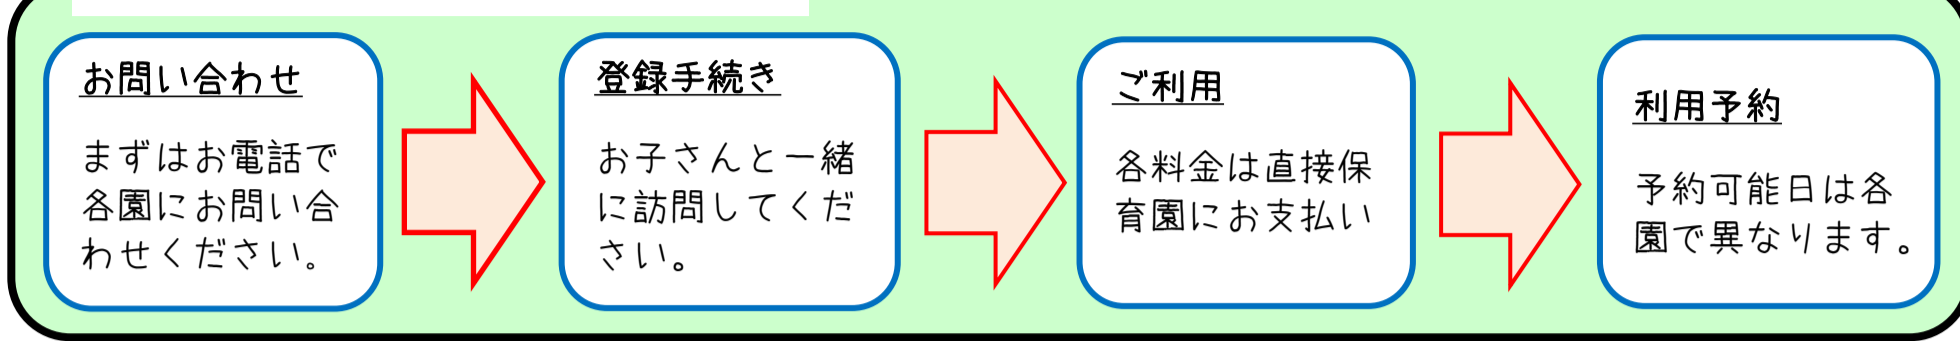 お問い合わせ
まずはお電話で
各園にお問い合
わせください。
登録手続き
お子さんと一緒
に訪問してくだ
さい。
ご利用
各料金は直接保
育園にお支払い
利用予約
予約可能日は各
園で異なります。